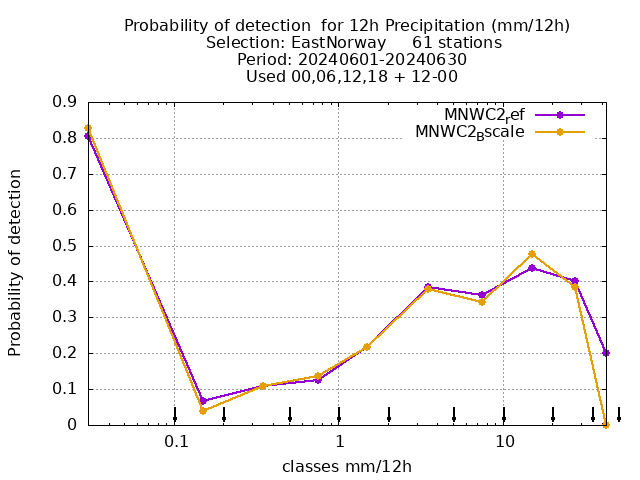 Probability of detection  for 12h Precipitation (mm/12h)
Selection: EastNorway     61 stations
Period: 20240601-20240630
Used 00,06,12,18 + 12-00
MNWC2_ref
MNWC2_Bscale
Probability of detection
0.9
0.8
0.7
0.6
0.5
0.4
0.3
0.2
0.1
0
0.1 1 10
classes mm/12h